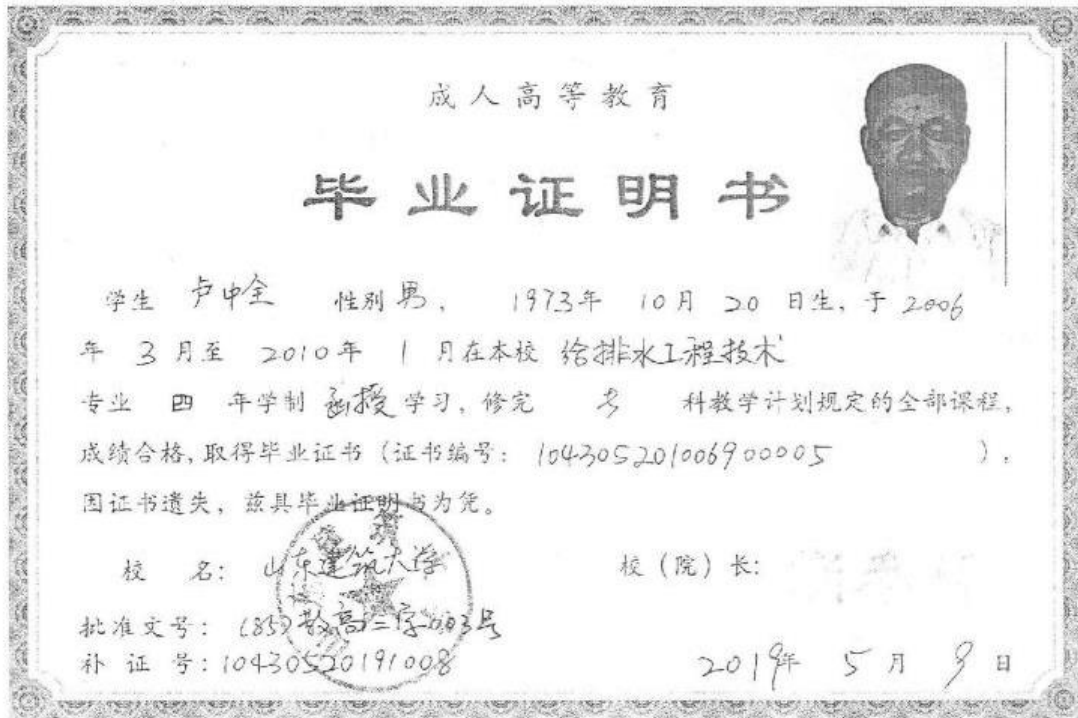 成人高等教育
毕业证明书
学生 卢中全 性别 男, 1973年 10月 20日生, 于 2006
年 3月至 2010年 1月在本校 给排水工程技术
专业 四 年学制 函授 学习, 修完 专 科教学计划规定的全部课程,
成绩合格, 取得毕业证书 (证书编号: 104305201006900005 ),
因证书遗失, 兹具毕业证明书为凭。
校 名: 山东建筑大学 校 (院) 长:
批准文号: (85)教高三字003号
补 证 号: 10430520191008 2019年 5月 9日